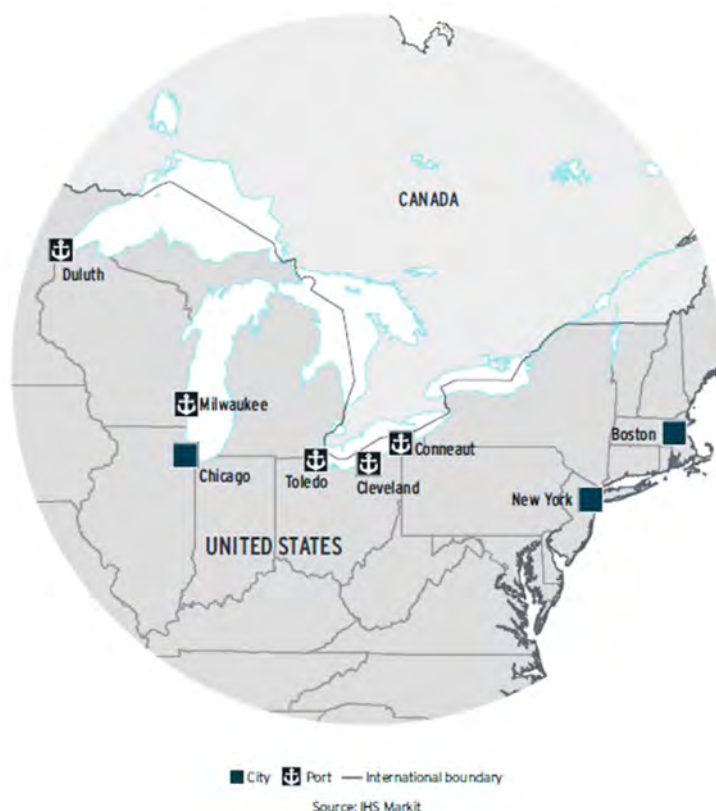 CANADA
Duluth
Milwaukee
Chicago
Toledo
Cleveland
Conneaut
Boston
New York
UNITED STATES
City Port International boundary
Source: IHS Markit